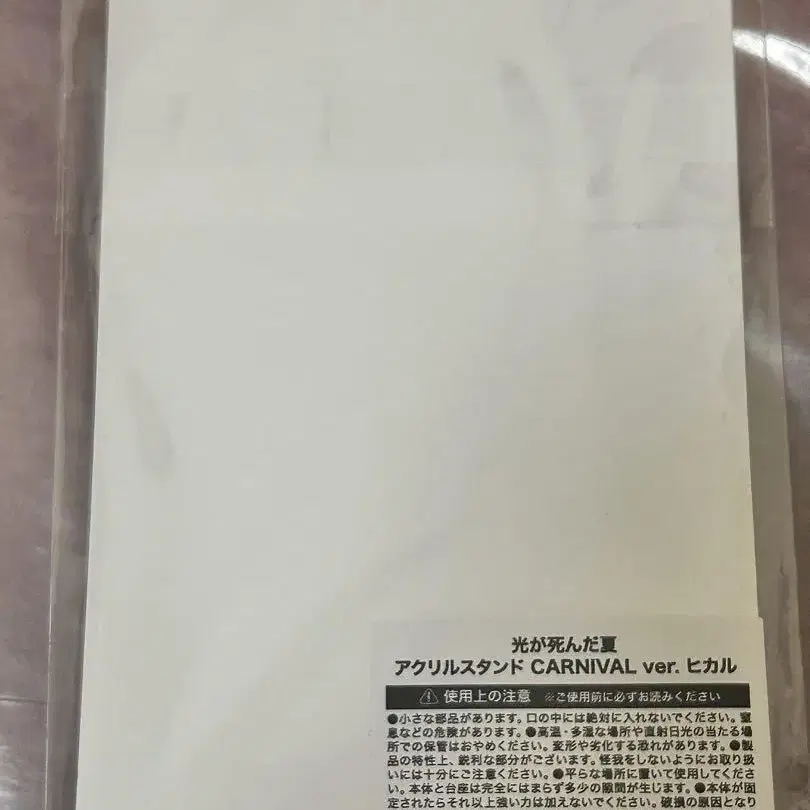 光が死んだ夏
アクリルスタンド CARNIVAL ver. ヒカル
使用上の注意 ※ご使用前に必ずお読みください
●小さな部品があります。口の中には絶対に入れないでください。窒
息などの危険があります。●高温・多湿な場所や直射日光の当たる場
所での保管はおやめください。変形や劣化する恐れがあります。●製
品の特性上、鋭利な部分がございます。怪我をしないようにお取り扱
いには十分にご注意ください。●平らな場所に置いて使用してくださ
い。本体と台座は完全にはまらず多少の隙間が生じます。●本体が固
定されたらそれ以上強い力は加えないでください。破損の原因となり